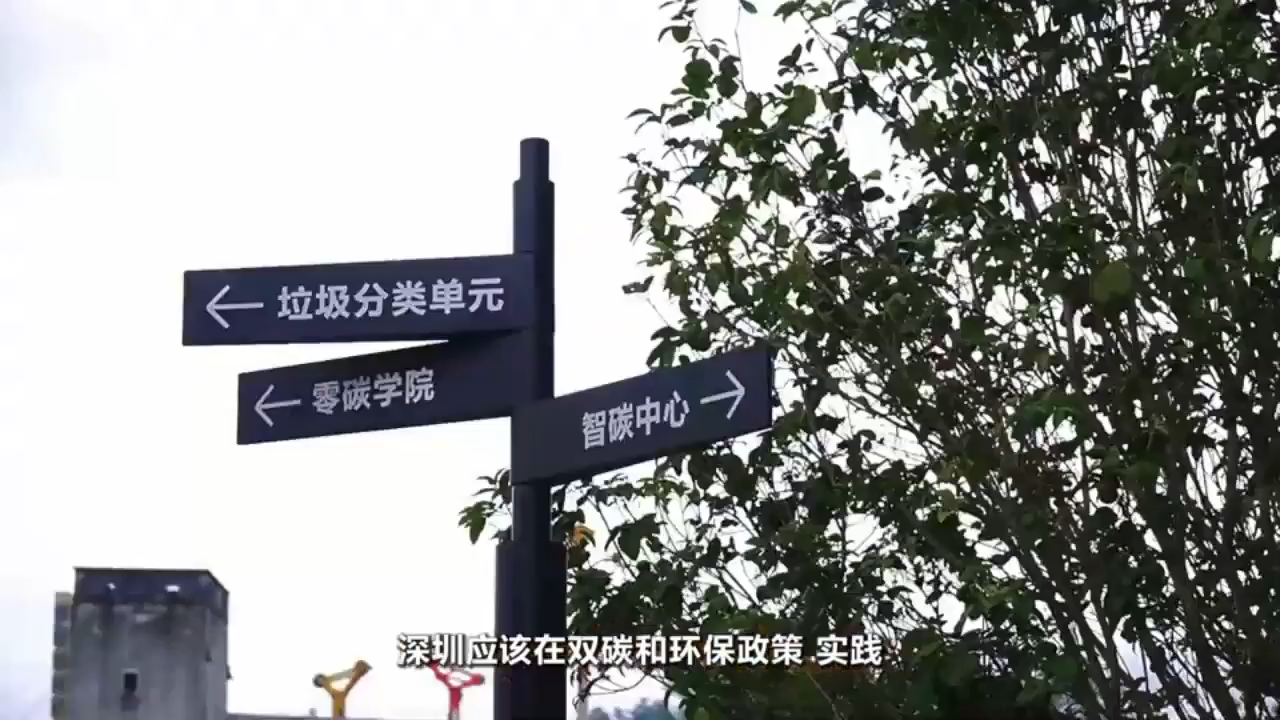 ← 垃圾分类单元
← 零碳学院
智碳中心 →
深圳应该在双碳和环保政策 实践